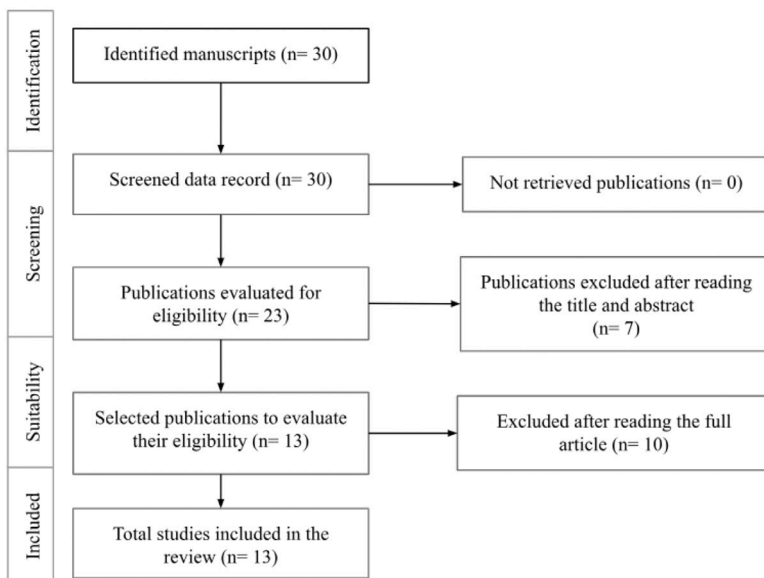 Identification
Identified manuscripts (n= 30)
Screening
Screened data record (n= 30)
Not retrieved publications (n= 0)
Publications evaluated for
eligibility (n= 23)
Publications excluded after reading
the title and abstract
(n= 7)
Suitability
Selected publications to evaluate
their eligibility (n= 13)
Excluded after reading the full
article (n= 10)
Included
Total studies included in the
review (n= 13)